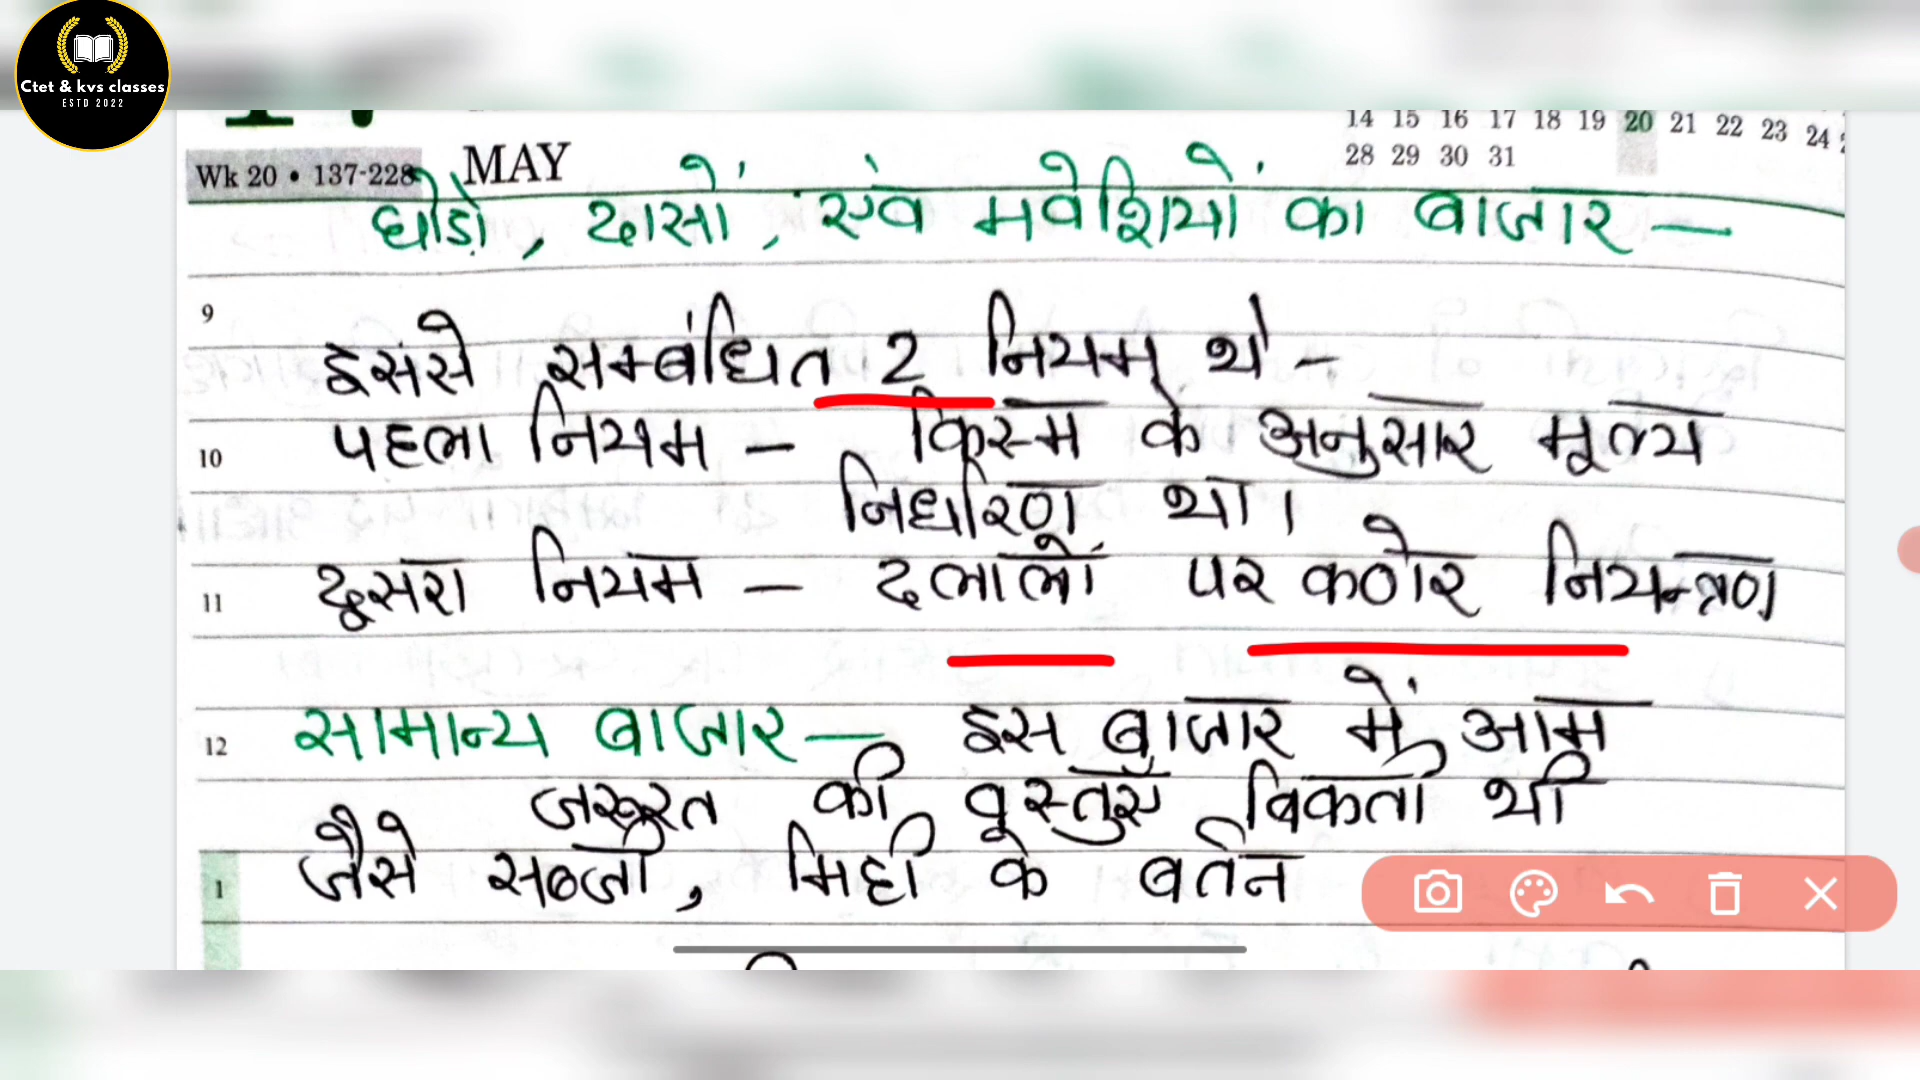 Ctet & kvs classes
ESTD 2022
14 15 16 17 18 19 20 21 22 23 24
28 29 30 31
Wk 20 • 137-228 MAY
घोडो, दासों, एंव मवेशियों का बाजार —
9
इससे सम्बंधित 2 नियम थे -
10 पहला नियम - किस्म के अनुसार मूल्य
निर्धारण था।
11 दूसरा नियम - दलालों पर कठोर नियन्त्रण
12 सामान्य बाजार — इस बाजार में, आम
जरूरत की वस्तुएँ बिकती थी
1 जैसे सब्जी, मिट्टी के बर्तन